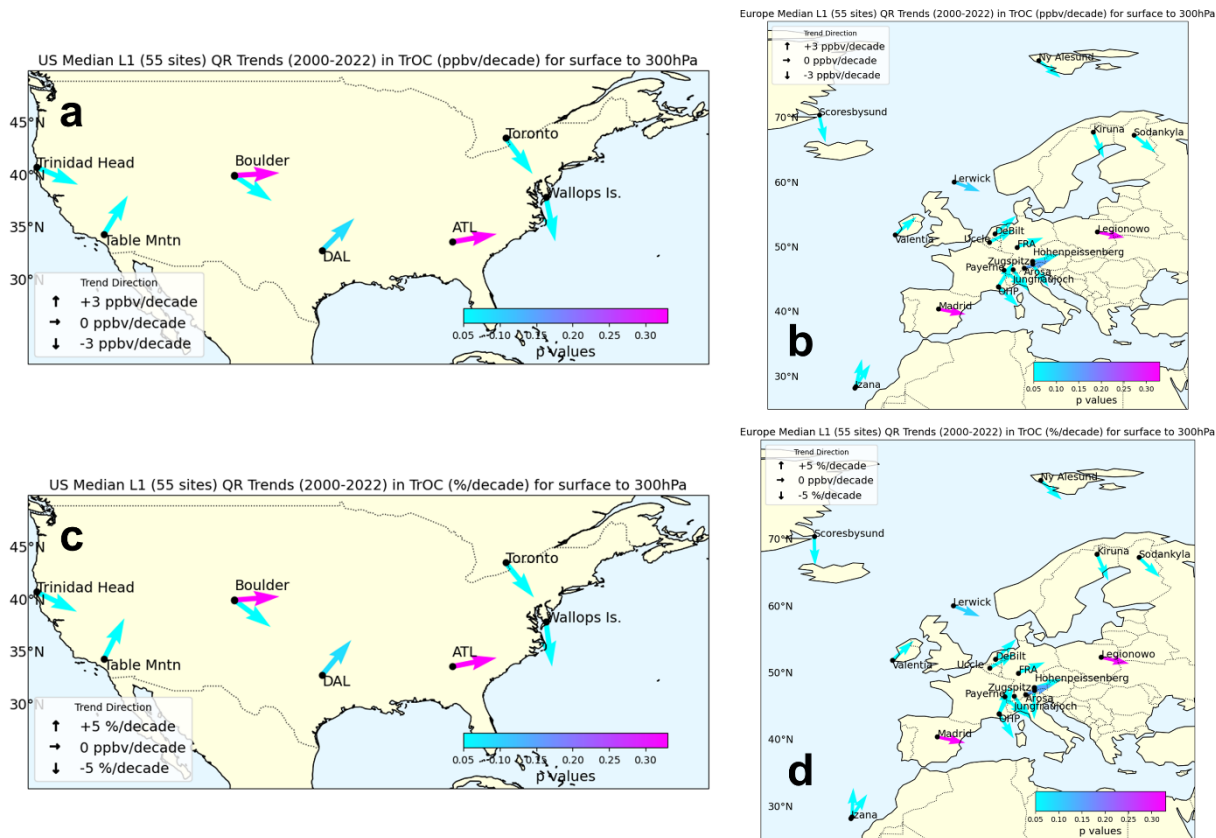 US Median L1 (55 sites) QR Trends (2000-2022) in TrOC (ppbv/decade) for surface to 300hPa
a
45°N
40°N
35°N
30°N
Trinidad Head
Boulder
Toronto
Wallops Is.
Table Mntn
DAL
ATL
Trend Direction
↑ +3 ppbv/decade
→ 0 ppbv/decade
↓ -3 ppbv/decade
0.05 0.10 0.15 0.20 0.25 0.30
p values
Europe Median L1 (55 sites) QR Trends (2000-2022) in TrOC (ppbv/decade) for surface to 300hPa
Trend Direction
↑ +3 ppbv/decade
→ 0 ppbv/decade
↓ -3 ppbv/decade
b
70°N
60°N
50°N
40°N
30°N
Ny Alesund
Scoresbysund
Kiruna
Sodankyla
Lerwick
Valentia
DeBilt
Uccle
Legionowo
FRA
Hohenpeissenberg
Zugspitz
Payerne
Arosa
Jungfraujoch
OHP
Madrid
Izana
0.05 0.10 0.15 0.20 0.25 0.30
p values
US Median L1 (55 sites) QR Trends (2000-2022) in TrOC (%/decade) for surface to 300hPa
c
45°N
40°N
35°N
30°N
Trinidad Head
Boulder
Toronto
Wallops Is.
Table Mntn
DAL
ATL
Trend Direction
↑ +5 %/decade
→ 0 ppbv/decade
↓ -5 %/decade
0.05 0.10 0.15 0.20 0.25 0.30
p values
Europe Median L1 (55 sites) QR Trends (2000-2022) in TrOC (%/decade) for surface to 300hPa
Trend Direction
↑ +5 %/decade
→ 0 ppbv/decade
↓ -5 %/decade
d
70°N
60°N
50°N
40°N
30°N
Ny Alesund
Scoresbysund
Kiruna
Sodankyla
Lerwick
Valentia
DeBilt
Uccle
Legionowo
FRA
Hohenpeissenberg
Zugspitz
Payerne
Arosa
Jungfraujoch
OHP
Madrid
Izana
0.05 0.10 0.15 0.20 0.25 0.30
p values